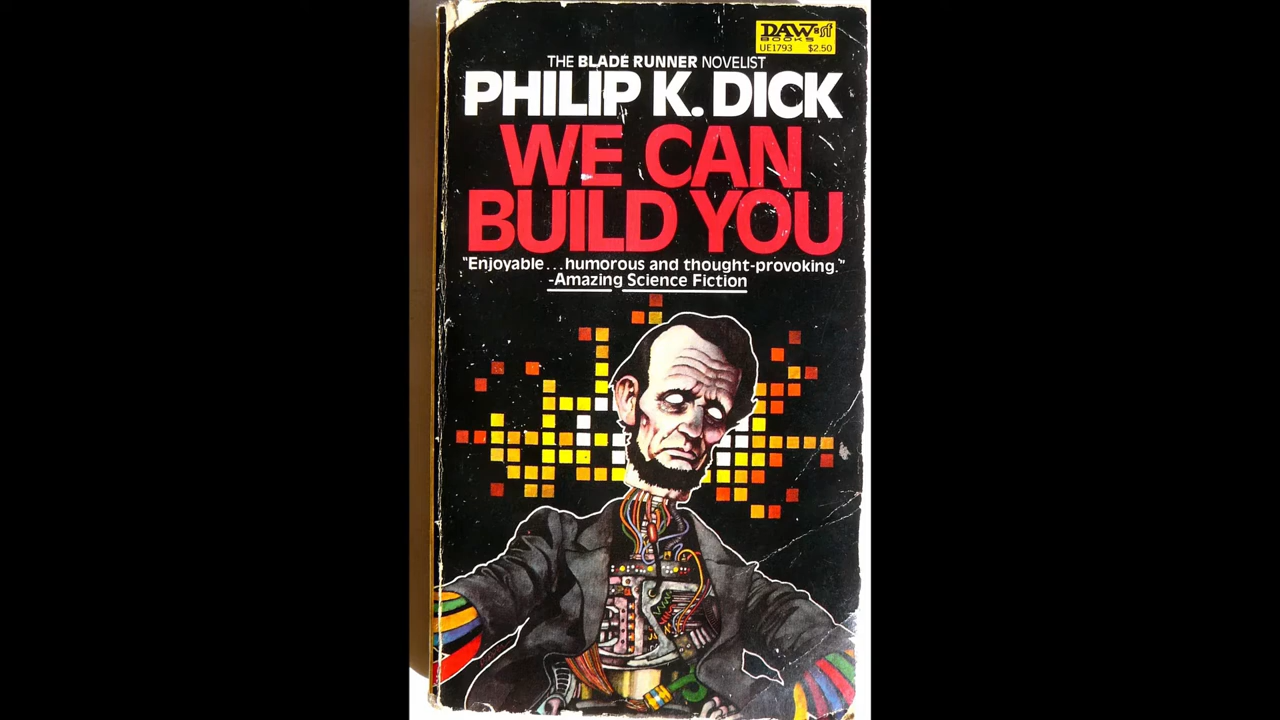 DAW sf
BOOKS
UE1793 $2.50
THE BLADE RUNNER NOVELIST
PHILIP K. DICK
WE CAN
BUILD YOU
"Enjoyable...humorous and thought-provoking."
-Amazing Science Fiction